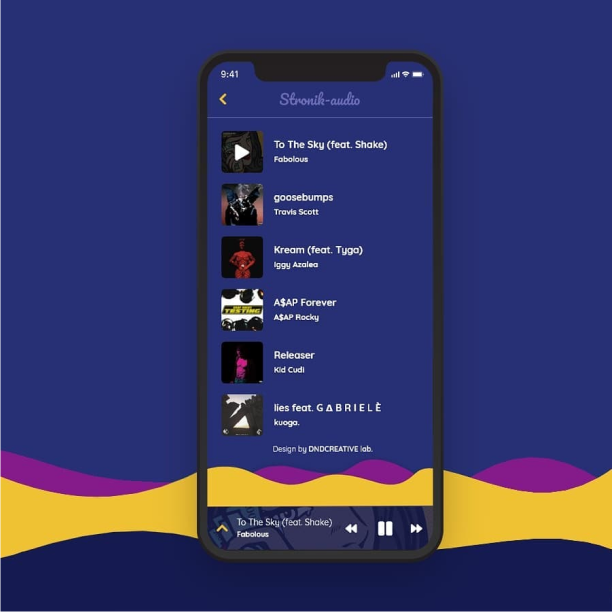 9:41
Stronik-audio
To The Sky (feat. Shake)
Fabolous
goosebumps
Travis Scott
Kream (feat. Tyga)
Iggy Azalea
A$AP Forever
A$AP Rocky
TESTING
Releaser
Kid Cudi
lies feat. G Δ B R I E L È
kuoga.
Design by DNDCREATIVE lab.
To The Sky (feat. Shake)
Fabolous